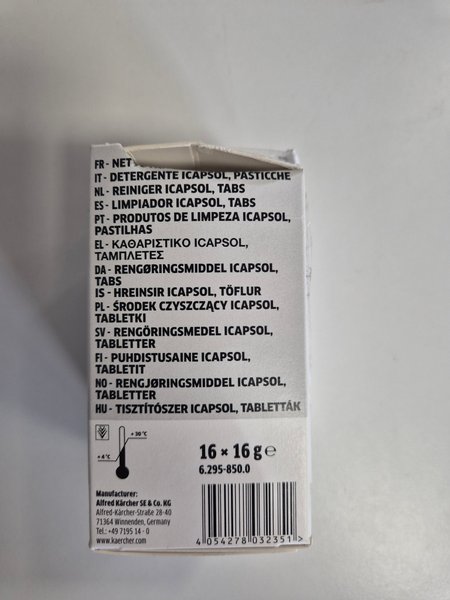 FR - NET
IT - DETERGENTE ICAPSOL, PASTICCHE
NL - REINIGER ICAPSOL, TABS
ES - LIMPIADOR ICAPSOL, TABS
PT - PRODUTOS DE LIMPEZA ICAPSOL,
PASTILHAS
EL - ΚΑΘΑΡΙΣΤΙΚΟ ICAPSOL,
ΤΑΜΠΛΕΤΕΣ
DA - RENGØRINGSMIDDEL ICAPSOL,
TABS
IS - HREINSIR ICAPSOL, TÖFLUR
PL - ŚRODEK CZYSZCZĄCY ICAPSOL,
TABLETKI
SV - RENGÖRINGSMEDEL ICAPSOL,
TABLETTER
FI - PUHDISTUSAINE ICAPSOL,
TABLETIT
NO - RENGJØRINGSMIDDEL ICAPSOL,
TABLETTER
HU - TISZTÍTÓSZER ICAPSOL, TABLETTÁK
+ 30 °C
+ 4 °C
16 × 16 g ℮
6.295-850.0
Manufacturer:
Alfred Kärcher SE & Co. KG
Alfred-Kärcher-Straße 28-40
71364 Winnenden, Germany
Tel.: +49 7195 14 - 0
www.kaercher.com
4 054278 032351 >